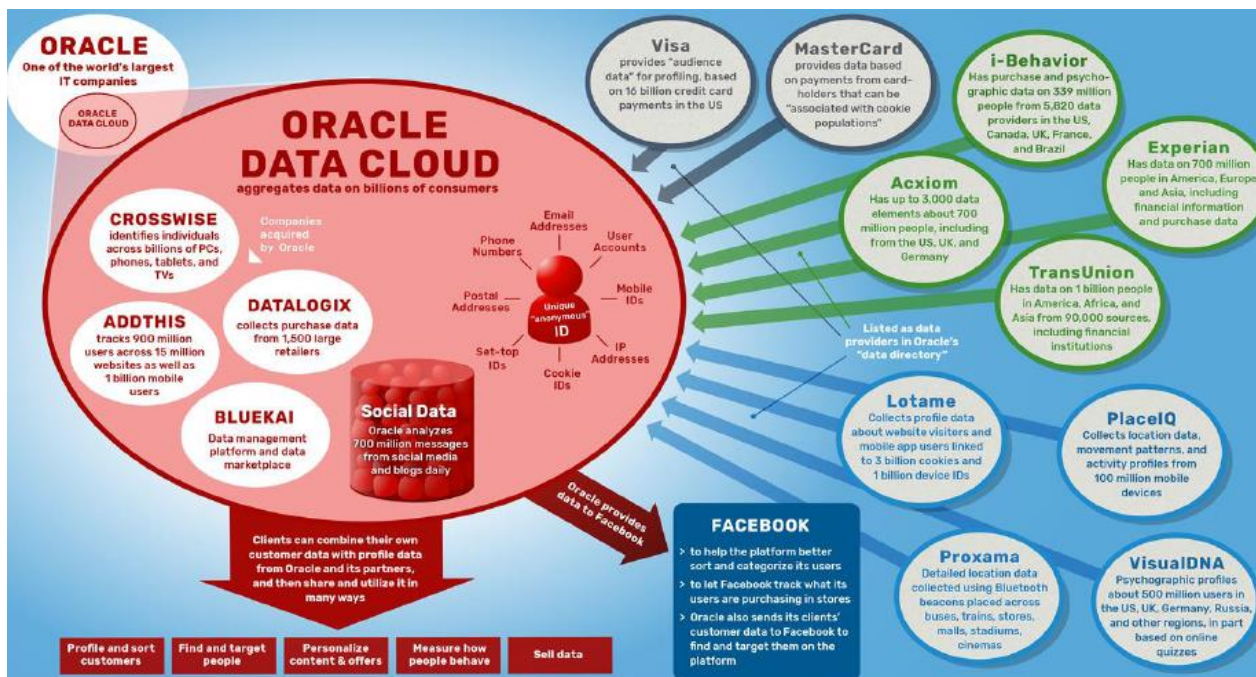 ORACLE
One of the world's largest
IT companies
ORACLE
DATA CLOUD
ORACLE
DATA CLOUD
aggregates data on billions of consumers
CROSSWISE
identifies individuals
across billions of PCs,
phones, tablets, and
TVs
Companies
acquired
by Oracle
DATALOGIX
collects purchase data
from 1,500 large
retailers
ADDTHIS
tracks 900 million
users across 15 million
websites as well as
1 billion mobile
users
BLUEKAI
Data management
platform and data
marketplace
Email
Addresses
Phone
Numbers
User
Accounts
Postal
Addresses
Mobile
IDs
Unique
"anonymous"
ID
Set-top
IDs
Cookie
IDs
IP
Addresses
Social Data
Oracle analyzes
700 million messages
from social media
and blogs daily
Visa
provides "audience
data" for profiling, based
on 16 billion credit card
payments in the US
MasterCard
provides data based
on payments from card-
holders that can be
"associated with cookie
populations"
i-Behavior
Has purchase and psycho-
graphic data on 339 million
people from 5,820 data
providers in the US,
Canada, UK, France,
and Brazil
Experian
Has data on 700 million
people in America, Europe
and Asia, including
financial information
and purchase data
Acxiom
Has up to 3,000 data
elements about 700
million people, including
from the US, UK, and
Germany
TransUnion
Has data on 1 billion people
in America, Africa, and
Asia from 90,000 sources,
including financial
institutions
Listed as data
providers in Oracle's
"data directory"
Lotame
Collects profile data
about website visitors and
mobile app users linked
to 3 billion cookies and
1 billion device IDs
PlaceIQ
Collects location data,
movement patterns, and
activity profiles from
100 million mobile
devices
Proxama
Detailed location data
collected using Bluetooth
beacons placed across
buses, trains, stores,
malls, stadiums,
cinemas
VisualDNA
Psychographic profiles
about 500 million users in
the US, UK, Germany, Russia,
and other regions, in part
based on online
quizzes
Oracle provides
data to Facebook
FACEBOOK
> to help the platform better
sort and categorize its users
> to let Facebook track what its
users are purchasing in stores
> Oracle also sends its clients'
customer data to Facebook to
find and target them on the
platform
Clients can combine their own
customer data with profile data
from Oracle and its partners,
and then share and utilize it in
many ways
Profile and sort
customers
Find and target
people
Personalize
content & offers
Measure how
people behave
Sell data